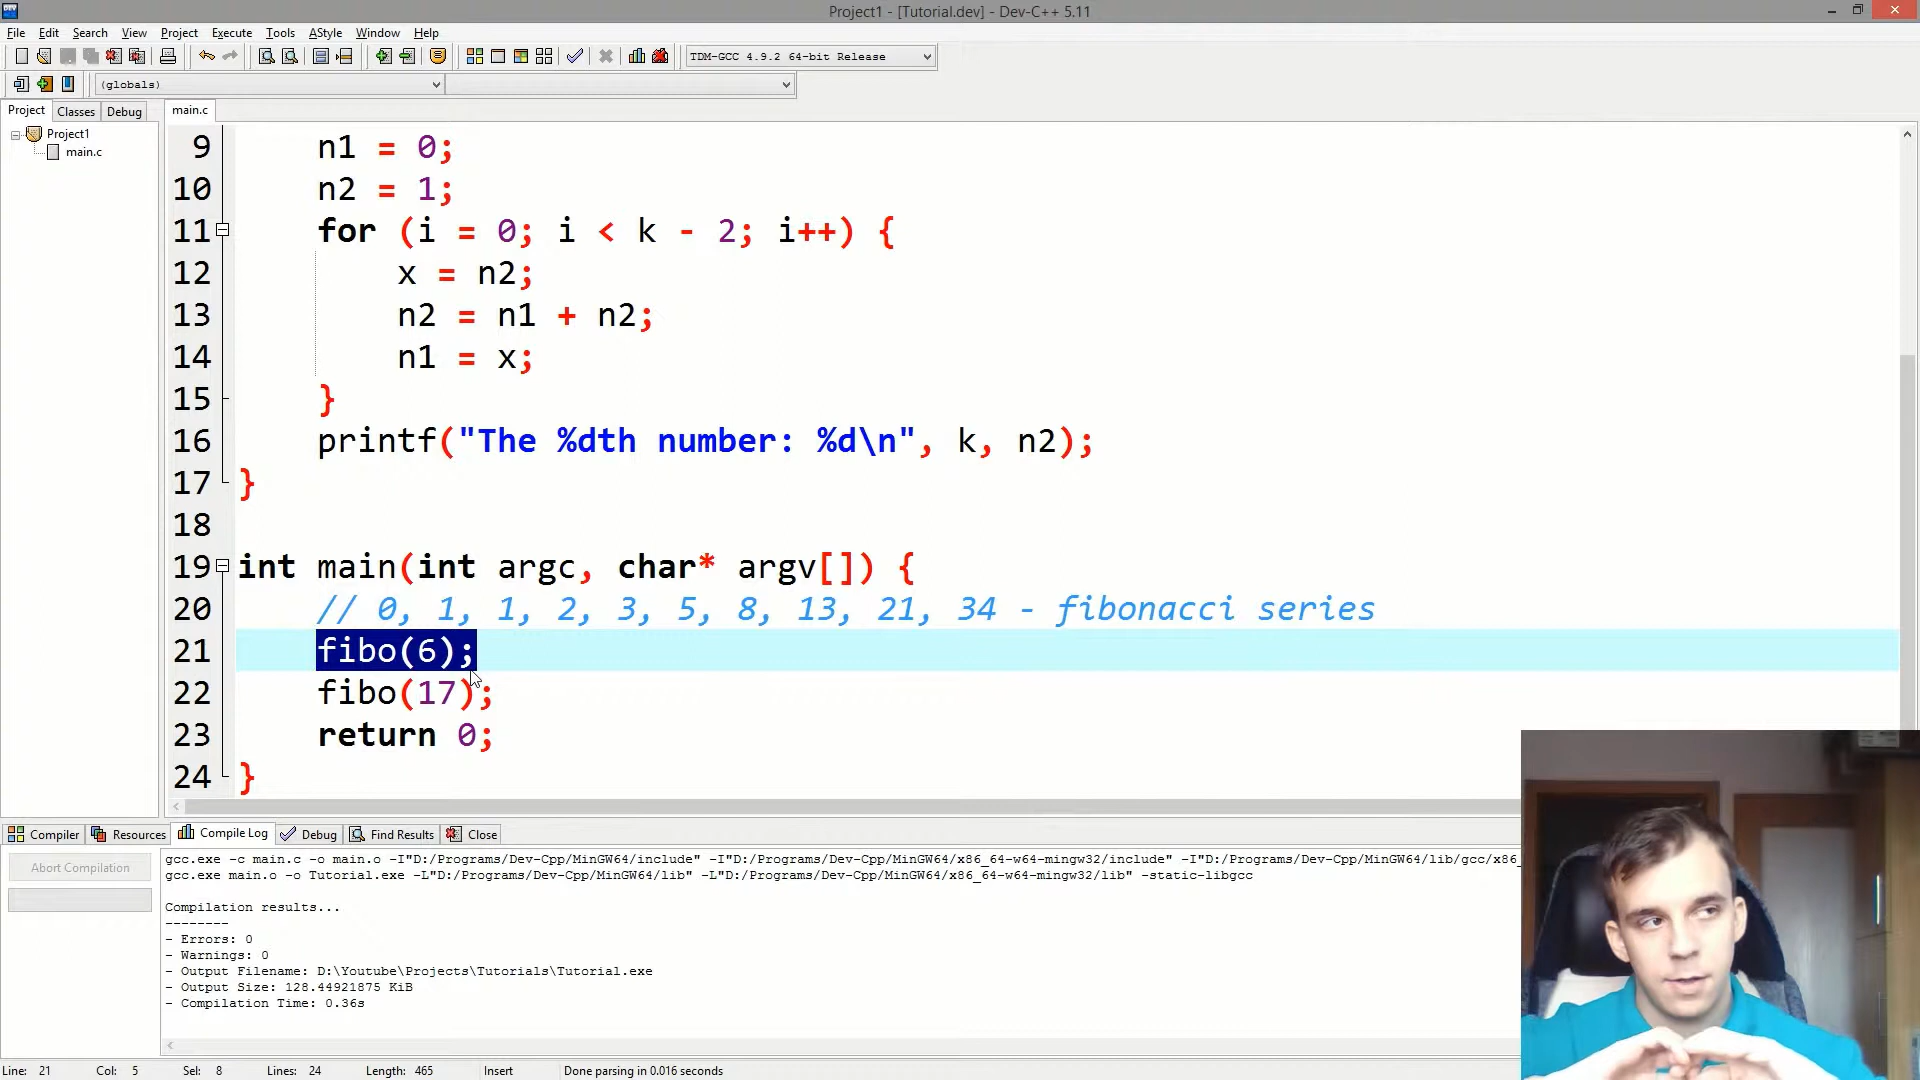 Project1 - [Tutorial.dev] - Dev-C++ 5.11
File Edit Search View Project Execute Tools AStyle Window Help
TDM-GCC 4.9.2 64-bit Release
(globals)
Project Classes Debug main.c
Project1
main.c
9 n1 = 0;
10 n2 = 1;
11 for (i = 0; i < k - 2; i++) {
12 x = n2;
13 n2 = n1 + n2;
14 n1 = x;
15 }
16 printf("The %dth number: %d\n", k, n2);
17 }
18
19 int main(int argc, char* argv[]) {
20 // 0, 1, 1, 2, 3, 5, 8, 13, 21, 34 - fibonacci series
21 fibo(6);
22 fibo(17);
23 return 0;
24 }
Compiler Resources Compile Log Debug Find Results Close
Abort Compilation
gcc.exe -c main.c -o main.o -I"D:/Programs/Dev-Cpp/MinGW64/include" -I"D:/Programs/Dev-Cpp/MinGW64/x86_64-w64-mingw32/include" -I"D:/Programs/Dev-Cpp/MinGW64/lib/gcc/x86_
gcc.exe main.o -o Tutorial.exe -L"D:/Programs/Dev-Cpp/MinGW64/lib" -L"D:/Programs/Dev-Cpp/MinGW64/x86_64-w64-mingw32/lib" -static-libgcc
Compilation results...
--------
- Errors: 0
- Warnings: 0
- Output Filename: D:\Youtube\Projects\Tutorials\Tutorial.exe
- Output Size: 128.44921875 KiB
- Compilation Time: 0.36s
Line: 21 Col: 5 Sel: 8 Lines: 24 Length: 465 Insert Done parsing in 0.016 seconds